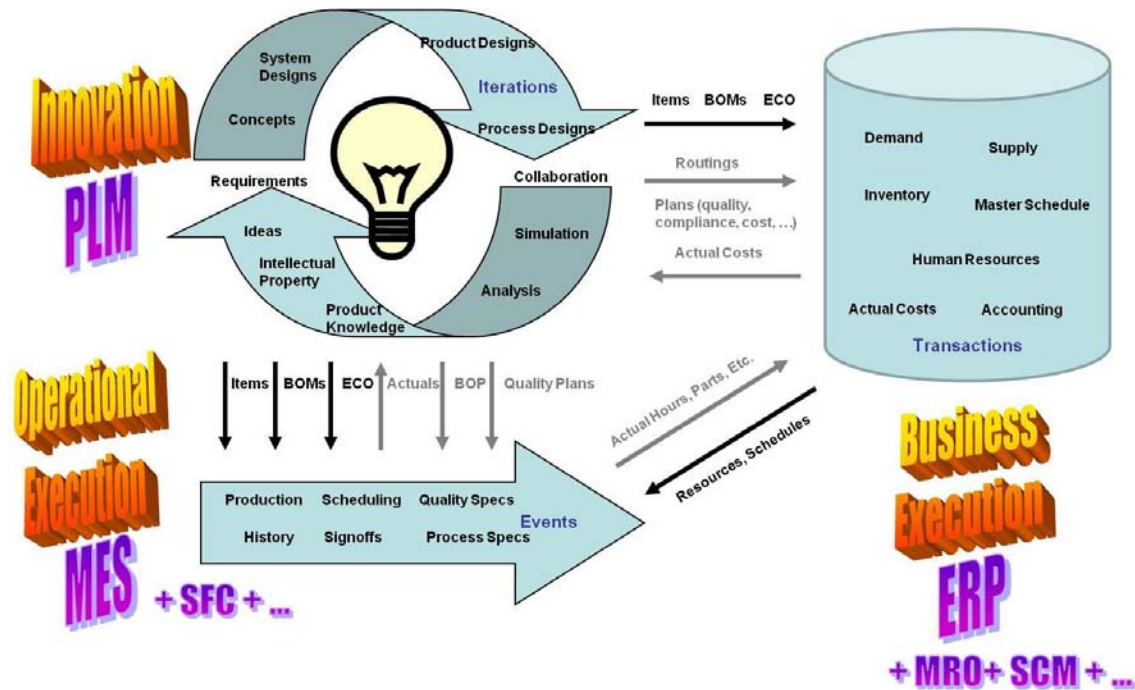 Innovation
PLM
System
Designs
Concepts
Product Designs
Iterations
Process Designs
Requirements
Collaboration
Ideas
Intellectual
Property
Product
Knowledge
Simulation
Analysis
Items BOMs ECO
Routings
Plans (quality,
compliance, cost, ...)
Actual Costs
Demand
Supply
Inventory
Master Schedule
Human Resources
Actual Costs
Accounting
Transactions
Operational
Execution
MES
+ SFC + ...
Items BOMs ECO Actuals BOP Quality Plans
Production Scheduling Quality Specs
Events
History Signoffs Process Specs
Actual Hours, Parts, Etc.
Resources, Schedules
Business
Execution
ERP
+ MRO+ SCM + ...